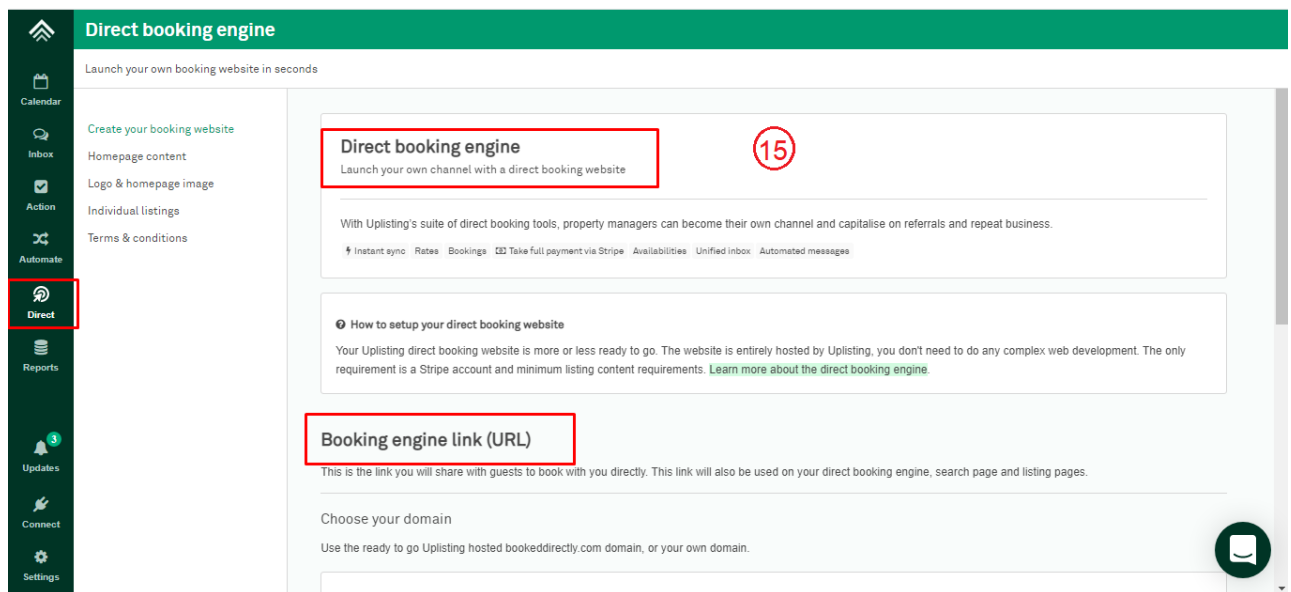 Direct booking engine
Launch your own booking website in seconds
Calendar
Inbox
Action
Automate
Direct
Reports
3
Updates
Connect
Settings
Create your booking website
Homepage content
Logo & homepage image
Individual listings
Terms & conditions
Direct booking engine
Launch your own channel with a direct booking website
15
With Uplisting's suite of direct booking tools, property managers can become their own channel and capitalise on referrals and repeat business.
Instant sync Rates Bookings Take full payment via Stripe Availabilities Unified inbox Automated messages
How to setup your direct booking website
Your Uplisting direct booking website is more or less ready to go. The website is entirely hosted by Uplisting, you don't need to do any complex web development. The only
requirement is a Stripe account and minimum listing content requirements. Learn more about the direct booking engine.
Booking engine link (URL)
This is the link you will share with guests to book with you directly. This link will also be used on your direct booking engine, search page and listing pages.
Choose your domain
Use the ready to go Uplisting hosted bookeddirectly.com domain, or your own domain.